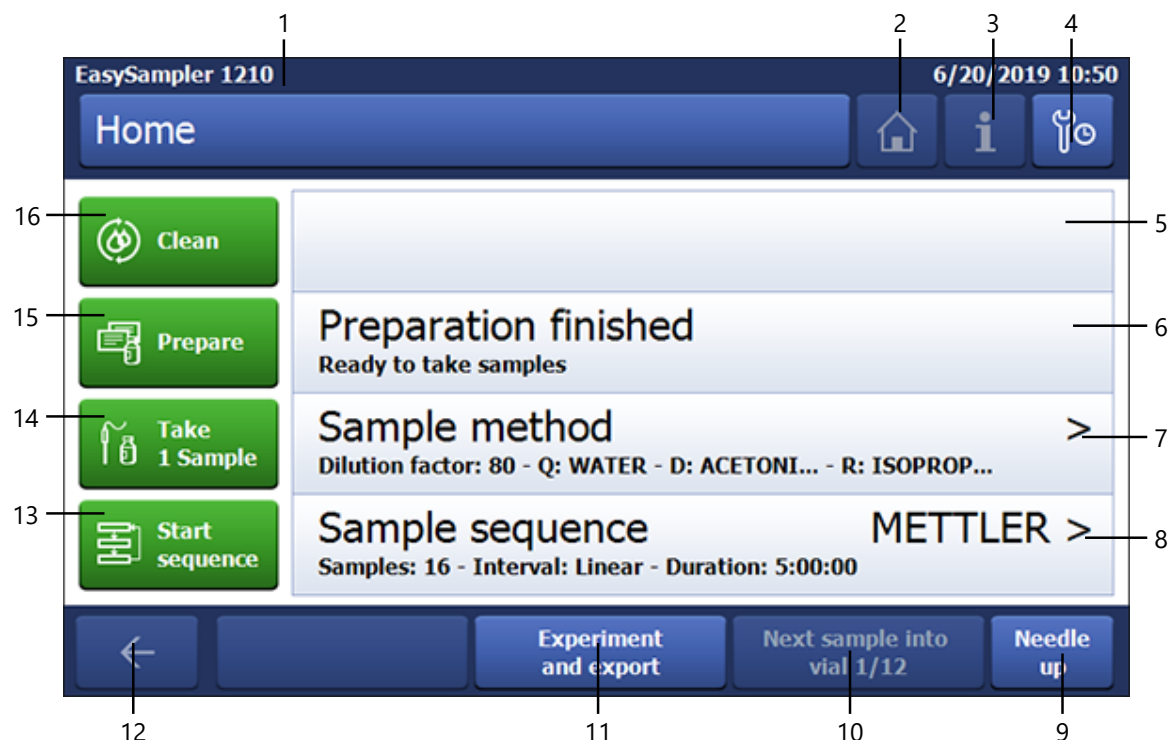 1
2
3
4
EasySampler 1210
6/20/2019 10:50
Home
16
Clean
5
15
Prepare
Preparation finished
Ready to take samples
6
14
Take
1 Sample
Sample method
>
Dilution factor: 80 - Q: WATER - D: ACETONI... - R: ISOPROP...
7
13
Start
sequence
Sample sequence
METTLER >
Samples: 16 - Interval: Linear - Duration: 5:00:00
8
Experiment
and export
Next sample into
vial 1/12
Needle
up
12
11
10
9